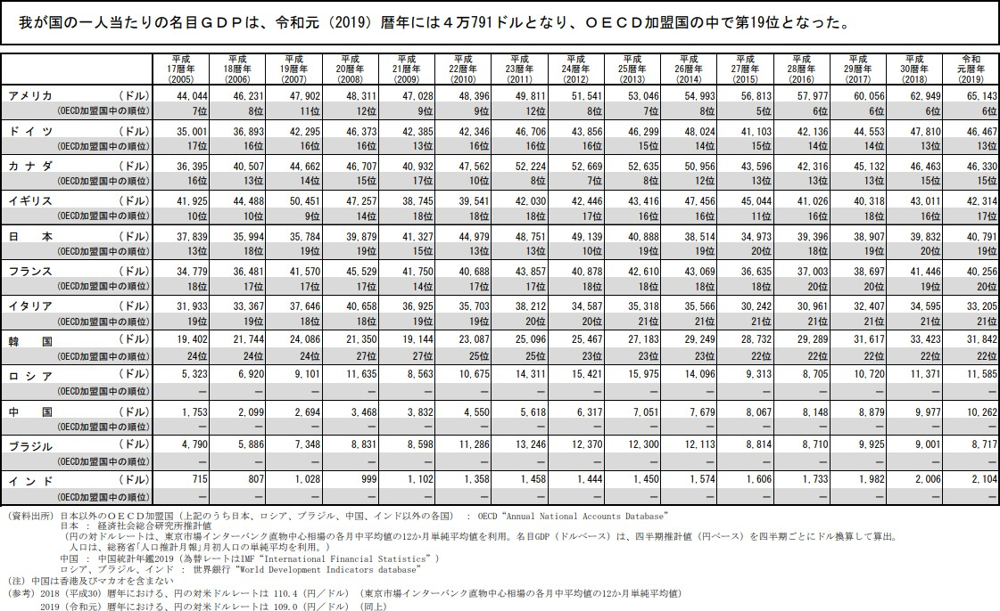 我が国の一人当たりの名目ＧＤＰは、令和元（2019）暦年には４万791ドルとなり、ＯＥＣＤ加盟国の中で第19位となった。
平成 平成 平成 平成 平成 平成 平成 平成 平成 平成 平成 平成 平成 平成 令和
17暦年 18暦年 19暦年 20暦年 21暦年 22暦年 23暦年 24暦年 25暦年 26暦年 27暦年 28暦年 29暦年 30暦年 元暦年
(2005) (2006) (2007) (2008) (2009) (2010) (2011) (2012) (2013) (2014) (2015) (2016) (2017) (2018) (2019)
アメリカ （ドル） 44,044 46,231 47,902 48,311 47,028 48,396 49,811 51,541 53,046 54,993 56,813 57,977 60,056 62,949 65,143
(OECD加盟国中の順位) 7位 8位 11位 12位 9位 9位 12位 8位 7位 8位 5位 6位 6位 6位 6位
ドイツ （ドル） 35,001 36,893 42,295 46,373 42,385 42,346 46,706 43,856 46,299 48,024 41,103 42,136 44,553 47,810 46,467
(OECD加盟国中の順位) 17位 16位 16位 16位 13位 16位 16位 16位 15位 14位 15位 14位 14位 13位 13位
カナダ （ドル） 36,395 40,507 44,662 46,707 40,932 47,562 52,224 52,669 52,635 50,956 43,596 42,316 45,132 46,463 46,330
(OECD加盟国中の順位) 16位 13位 14位 15位 17位 10位 8位 7位 8位 12位 13位 13位 13位 15位 15位
イギリス （ドル） 41,925 44,488 50,451 47,257 38,745 39,541 42,030 42,446 43,416 47,456 45,044 41,026 40,318 43,011 42,314
(OECD加盟国中の順位) 10位 10位 9位 14位 18位 18位 18位 17位 16位 16位 11位 16位 18位 16位 17位
日本 （ドル） 37,839 35,994 35,784 39,879 41,327 44,979 48,751 49,139 40,888 38,514 34,973 39,396 38,907 39,832 40,791
(OECD加盟国中の順位) 13位 18位 19位 19位 15位 13位 13位 10位 19位 19位 20位 18位 19位 20位 19位
フランス （ドル） 34,779 36,481 41,570 45,529 41,750 40,688 43,857 40,878 42,610 43,069 36,635 37,003 38,697 41,446 40,256
(OECD加盟国中の順位) 18位 17位 17位 17位 14位 17位 17位 18位 18位 18位 18位 20位 20位 19位 20位
イタリア （ドル） 31,933 33,367 37,646 40,658 36,925 35,703 38,212 34,587 35,318 35,566 30,242 30,961 32,407 34,595 33,205
(OECD加盟国中の順位) 19位 19位 18位 18位 19位 19位 20位 20位 21位 21位 21位 21位 21位 21位 21位
韓国 （ドル） 19,402 21,744 24,086 21,350 19,144 23,087 25,096 25,467 27,183 29,249 28,732 29,289 31,617 33,423 31,842
(OECD加盟国中の順位) 24位 24位 24位 27位 27位 25位 25位 23位 23位 23位 22位 22位 22位 22位 22位
ロシア （ドル） 5,323 6,920 9,101 11,635 8,563 10,675 14,311 15,421 15,975 14,096 9,313 8,705 10,720 11,371 11,585
(OECD加盟国中の順位) － － － － － － － － － － － － － － －
中国 （ドル） 1,753 2,099 2,694 3,468 3,832 4,550 5,618 6,317 7,051 7,679 8,067 8,148 8,879 9,977 10,262
(OECD加盟国中の順位) － － － － － － － － － － － － － － －
ブラジル （ドル） 4,790 5,886 7,348 8,831 8,598 11,286 13,246 12,370 12,300 12,113 8,814 8,710 9,925 9,001 8,717
(OECD加盟国中の順位) － － － － － － － － － － － － － － －
インド （ドル） 715 807 1,028 999 1,102 1,358 1,458 1,444 1,450 1,574 1,606 1,733 1,982 2,006 2,104
(OECD加盟国中の順位) － － － － － － － － － － － － － － －
（資料出所）日本以外のＯＥＣＤ加盟国（上記のうち日本、ロシア、ブラジル、中国、インド以外の各国） ： OECD“Annual National Accounts Database”
日本 ： 経済社会総合研究所推計値
（円の対ドルレートは、東京市場インターバンク直物中心相場の各月中平均値の12か月単純平均値を利用。名目GDP（ドルベース）は、四半期推計値（円ベース）を四半期ごとにドル換算して算出。
人口は、総務省｢人口推計月報｣月初人口の単純平均を利用。）
中国 ： 中国統計年鑑2019（為替レートはIMF“International Financial Statistics”）
ロシア、ブラジル、インド ： 世界銀行“World Development Indicators database”
（注）中国は香港及びマカオを含まない
（参考）2018（平成30）暦年における、円の対米ドルレートは 110.4（円／ドル）（東京市場インターバンク直物中心相場の各月中平均値の12か月単純平均値）
2019（令和元）暦年における、円の対米ドルレートは 109.0（円／ドル）（同上）